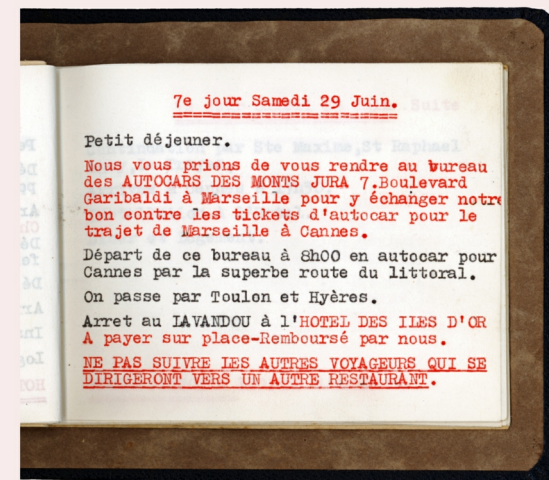 7e jour Samedi 29 Juin.
Petit déjeuner.
Nous vous prions de vous rendre au bureau
des AUTOCARS DES MONTS JURA 7.Boulevard
Garibaldi à Marseille pour y échanger notre
bon contre les tickets d'autocar pour le
trajet de Marseille à Cannes.
Départ de ce bureau à 8h00 en autocar pour
Cannes par la superbe route du littoral.
On passe par Toulon et Hyères.
Arret au LAVANDOU à l'HOTEL DES ILES D'OR
A payer sur place-Remboursé par nous.
NE PAS SUIVRE LES AUTRES VOYAGEURS QUI SE
DIRIGERONT VERS UN AUTRE RESTAURANT.